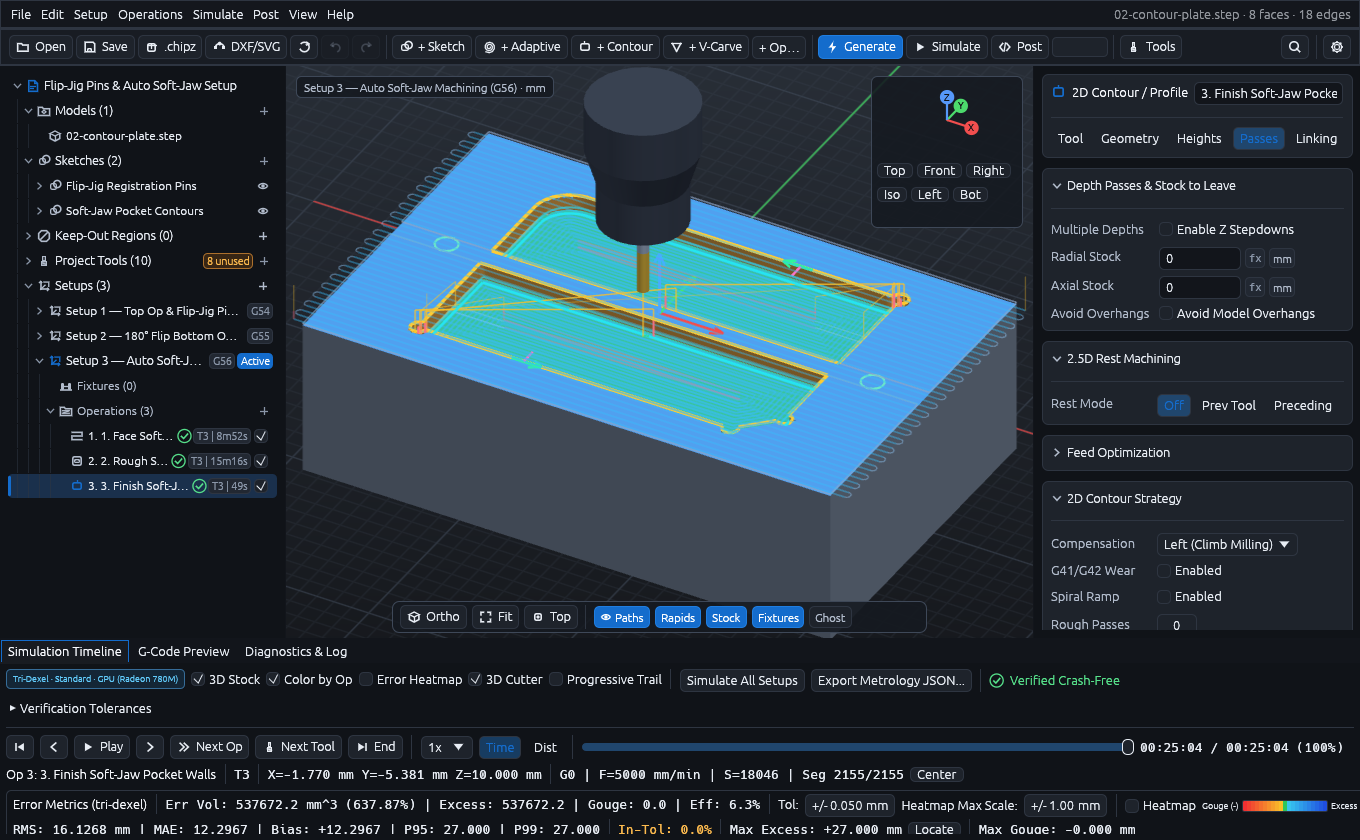 File Edit Setup Operations Simulate Post View Help 02-contour-plate.step · 8 faces · 18 edges
Open Save .chipz DXF/SVG + Sketch + Adaptive + Contour + V-Carve + Op... Generate Simulate Post Tools
Flip-Jig Pins & Auto Soft-Jaw Setup
Models (1) +
02-contour-plate.step
Sketches (2) +
Flip-Jig Registration Pins
Soft-Jaw Pocket Contours
Keep-Out Regions (0) +
Project Tools (10) 8 unused +
Setups (3) +
Setup 1 — Top Op & Flip-Jig Pi... G54
Setup 2 — 180° Flip Bottom O... G55
Setup 3 — Auto Soft-J... G56 Active
Fixtures (0)
Operations (3) +
1. 1. Face Soft... T3 | 8m52s
2. 2. Rough S... T3 | 15m16s
3. 3. Finish Soft-J... T3 | 49s
Setup 3 — Auto Soft-Jaw Machining (G56) · mm
Z Y X
Top Front Right
Iso Left Bot
Ortho Fit Top Paths Rapids Stock Fixtures Ghost
2D Contour / Profile 3. Finish Soft-Jaw Pocke
Tool Geometry Heights Passes Linking
Depth Passes & Stock to Leave
Multiple Depths Enable Z Stepdowns
Radial Stock 0 fx mm
Axial Stock 0 fx mm
Avoid Overhangs Avoid Model Overhangs
2.5D Rest Machining
Rest Mode Off Prev Tool Preceding
Feed Optimization
2D Contour Strategy
Compensation Left (Climb Milling)
G41/G42 Wear Enabled
Spiral Ramp Enabled
Rough Passes 0
Simulation Timeline G-Code Preview Diagnostics & Log
Tri-Dexel · Standard · GPU (Radeon 780M) 3D Stock Color by Op Error Heatmap 3D Cutter Progressive Trail Simulate All Setups Export Metrology JSON... Verified Crash-Free
Verification Tolerances
Play Next Op Next Tool End 1x Time Dist 00:25:04 / 00:25:04 (100%)
Op 3: 3. Finish Soft-Jaw Pocket Walls T3 X=-1.770 mm Y=-5.381 mm Z=10.000 mm G0 | F=5000 mm/min | S=18046 | Seg 2155/2155 Center
Error Metrics (tri-dexel) Err Vol: 537672.2 mm^3 (637.87%) | Excess: 537672.2 | Gouge: 0.0 | Eff: 6.3% Tol: +/-0.050 mm Heatmap Max Scale: +/-1.00 mm Heatmap Gouge (-) Excess
RMS: 16.1268 mm | MAE: 12.2967 | Bias: +12.2967 | P95: 27.000 | P99: 27.000 In-Tol: 0.0% Max Excess: +27.000 mm Locate Max Gouge: -0.000 mm